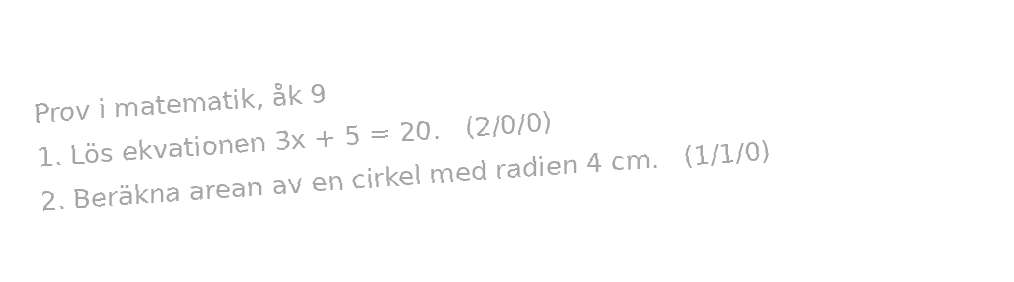 Prov i matematik, åk 9
1. Lös ekvationen 3x + 5 = 20. (2/0/0)
2. Beräkna arean av en cirkel med radien 4 cm. (1/1/0)